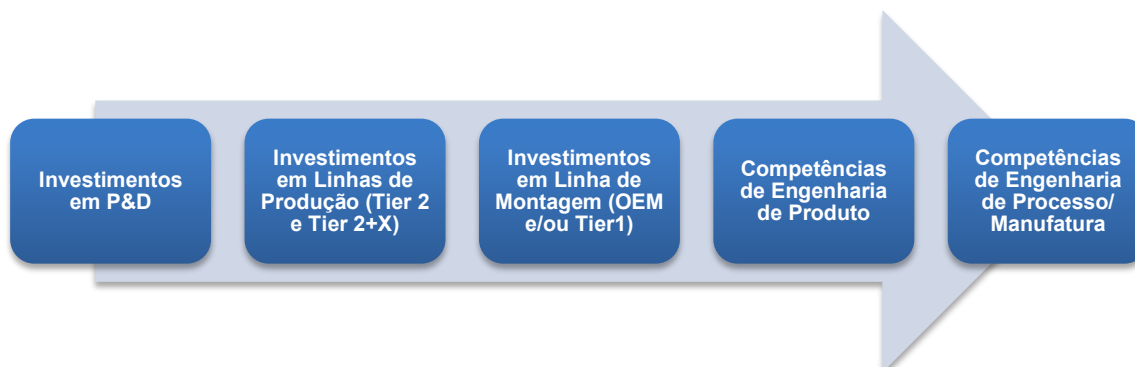 Investimentos
em P&D
Investimentos
em Linhas de
Produção (Tier 2
e Tier 2+X)
Investimentos
em Linha de
Montagem (OEM
e/ou Tier1)
Competências
de Engenharia
de Produto
Competências
de Engenharia
de Processo/
Manufatura